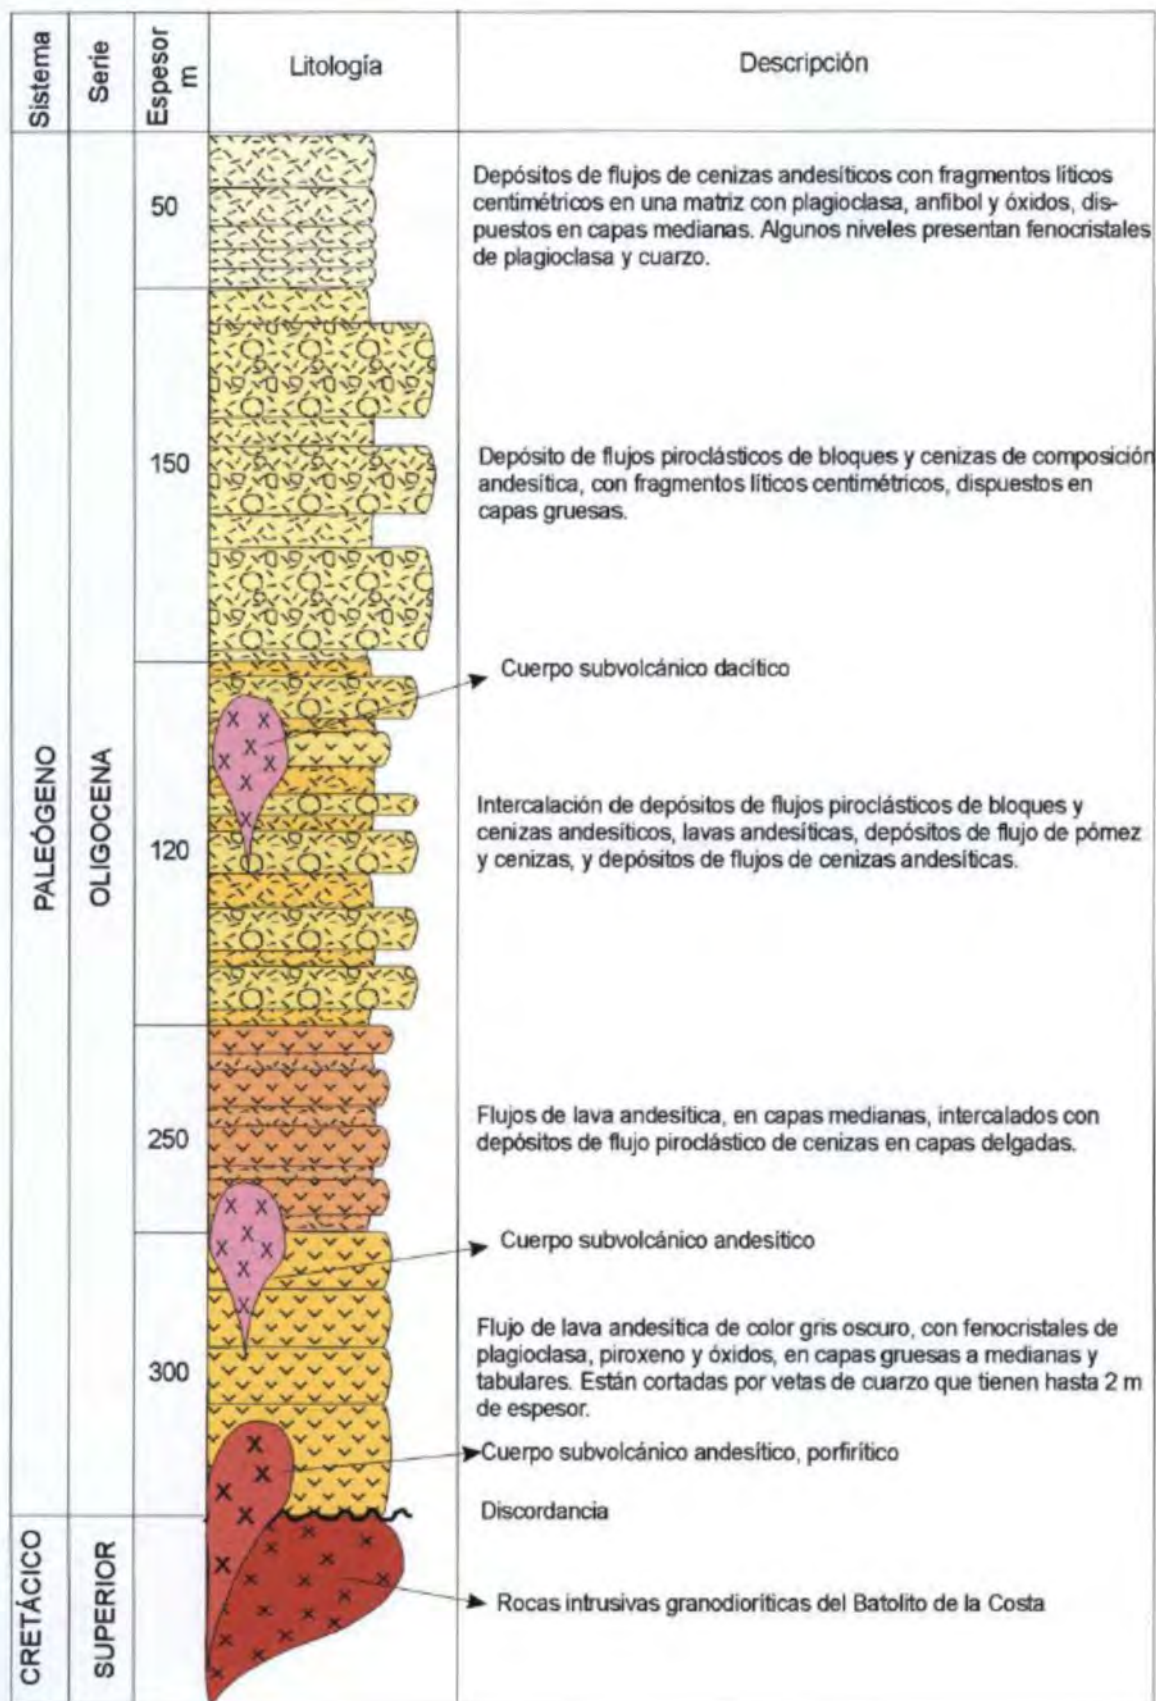 Sistema
Serie
Espesor
m
Litología
Descripción
PALEÓGENO
OLIGOCENA
50
Depósitos de flujos de cenizas andesíticos con fragmentos líticos
centimétricos en una matriz con plagioclasa, anfibol y óxidos, dis-
puestos en capas medianas. Algunos niveles presentan fenocristales
de plagioclasa y cuarzo.
150
Depósito de flujos piroclásticos de bloques y cenizas de composición
andesítica, con fragmentos líticos centimétricos, dispuestos en
capas gruesas.
Cuerpo subvolcánico dacítico
120
Intercalación de depósitos de flujos piroclásticos de bloques y
cenizas andesíticos, lavas andesíticas, depósitos de flujo de pómez
y cenizas, y depósitos de flujos de cenizas andesíticas.
250
Flujos de lava andesítica, en capas medianas, intercalados con
depósitos de flujo piroclástico de cenizas en capas delgadas.
Cuerpo subvolcánico andesítico
300
Flujo de lava andesítica de color gris oscuro, con fenocristales de
plagioclasa, piroxeno y óxidos, en capas gruesas a medianas y
tabulares. Están cortadas por vetas de cuarzo que tienen hasta 2 m
de espesor.
Cuerpo subvolcánico andesítico, porfirítico
Discordancia
CRETÁCICO
SUPERIOR
Rocas intrusivas granodioríticas del Batolito de la Costa